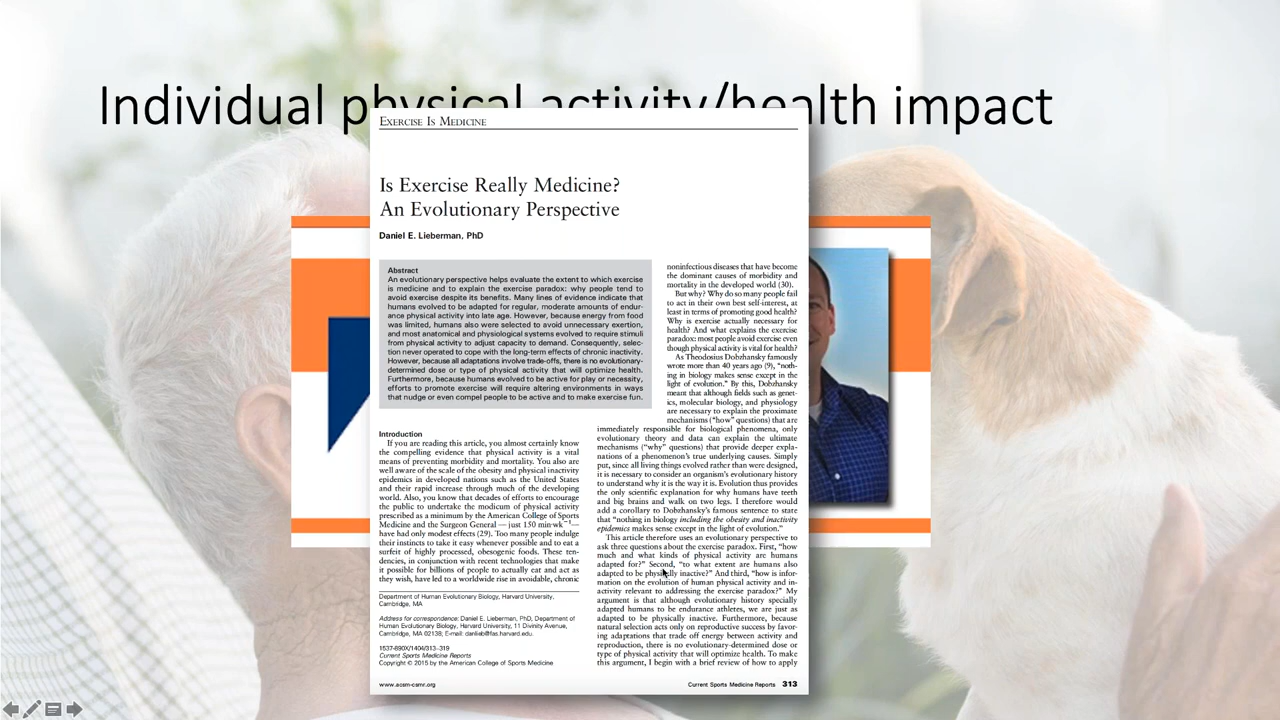 Individual physical activity/health impact
EXERCISE IS MEDICINE
Is Exercise Really Medicine?
An Evolutionary Perspective
Daniel E. Lieberman, PhD
Abstract
An evolutionary perspective helps evaluate the extent to which exercise
is medicine and to explain the exercise paradox: why people tend to
avoid exercise despite its benefits. Many lines of evidence indicate that
humans evolved to be adapted for regular, moderate amounts of endur-
ance physical activity into late age. However, because energy from food
was limited, humans also were selected to avoid unnecessary exertion,
and most anatomical and physiological systems evolved to require stimuli
from physical activity to adjust capacity to demand. Consequently, selec-
tion never operated to cope with the long-term effects of chronic inactivity.
However, because all adaptations involve trade-offs, there is no evolutionary-
determined dose or type of physical activity that will optimize health.
Furthermore, because humans evolved to be active for play or necessity,
efforts to promote exercise will require altering environments in ways
that nudge or even compel people to be active and to make exercise fun.
Introduction
If you are reading this article, you almost certainly know
the compelling evidence that physical activity is a vital
means of preventing morbidity and mortality. You also are
well aware of the scale of the obesity and physical inactivity
epidemics in developed nations such as the United States
and their rapid increase through much of the developing
world. Also, you know that decades of efforts to encourage
the public to undertake the modicum of physical activity
prescribed as a minimum by the American College of Sports
Medicine and the Surgeon General — just 150 min·wk⁻¹—
have had only modest effects (29). Too many people indulge
their instincts to take it easy whenever possible and to eat a
surfeit of highly processed, obesogenic foods. These ten-
dencies, in conjunction with recent technologies that make
it possible for billions of people to actually eat and act as
they wish, have led to a worldwide rise in avoidable, chronic
Department of Human Evolutionary Biology, Harvard University,
Cambridge, MA
Address for correspondence: Daniel E. Lieberman, PhD, Department of
Human Evolutionary Biology, Harvard University, 11 Divinity Avenue,
Cambridge, MA 02138; E-mail: danlieb@fas.harvard.edu.
1537-890X/1404/313–319
Current Sports Medicine Reports
Copyright © 2015 by the American College of Sports Medicine
noninfectious diseases that have become
the dominant causes of morbidity and
mortality in the developed world (30).
But why? Why do so many people fail
to act in their own best self-interest, at
least in terms of promoting good health?
Why is exercise actually necessary for
health? And what explains the exercise
paradox: most people avoid exercise even
though physical activity is vital for health?
As Theodosius Dobzhansky famously
wrote more than 40 years ago (9), “noth-
ing in biology makes sense except in the
light of evolution.” By this, Dobzhansky
meant that although fields such as genet-
ics, molecular biology, and physiology
are necessary to explain the proximate
mechanisms (“how” questions) that are
immediately responsible for biological phenomena, only
evolutionary theory and data can explain the ultimate
mechanisms (“why” questions) that provide deeper expla-
nations of a phenomenon’s true underlying causes. Simply
put, since all living things evolved rather than were designed,
it is necessary to consider an organism’s evolutionary history
to understand why it is the way it is. Evolution thus provides
the only scientific explanation for why humans have teeth
and big brains and walk on two legs. I therefore would
add a corollary to Dobzhansky’s famous sentence to state
that “nothing in biology including the obesity and inactivity
epidemics makes sense except in the light of evolution.”
This article therefore uses an evolutionary perspective to
ask three questions about the exercise paradox. First, “how
much and what kinds of physical activity are humans
adapted for?” Second, “to what extent are humans also
adapted to be physically inactive?” And third, “how is infor-
mation on the evolution of human physical activity and in-
activity relevant to addressing the exercise paradox?” My
argument is that although evolutionary history specially
adapted humans to be endurance athletes, we are just as
adapted to be physically inactive. Furthermore, because
natural selection acts only on reproductive success by favor-
ing adaptations that trade off energy between activity and
reproduction, there is no evolutionary-determined dose or
type of physical activity that will optimize health. To make
this argument, I begin with a brief review of how to apply
www.acsm-csmr.org
Current Sports Medicine Reports 313